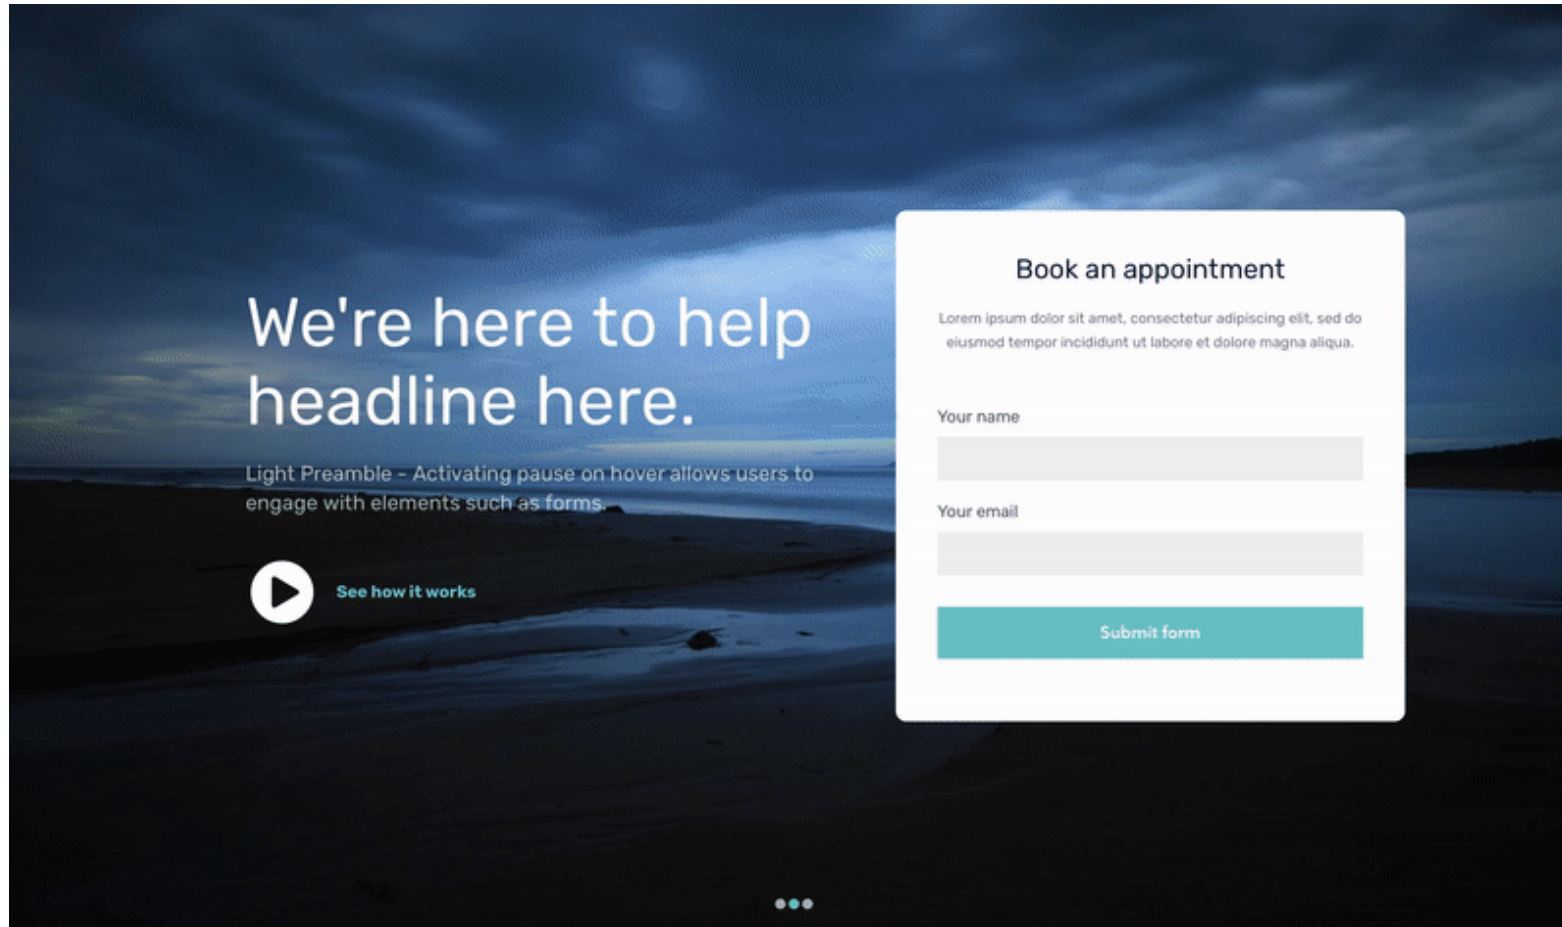 We're here to help
headline here.
Light Preamble - Activating pause on hover allows users to
engage with elements such as forms.
See how it works
Book an appointment
Lorem ipsum dolor sit amet, consectetur adipiscing elit, sed do
eiusmod tempor incididunt ut labore et dolore magna aliqua.
Your name
Your email
Submit form